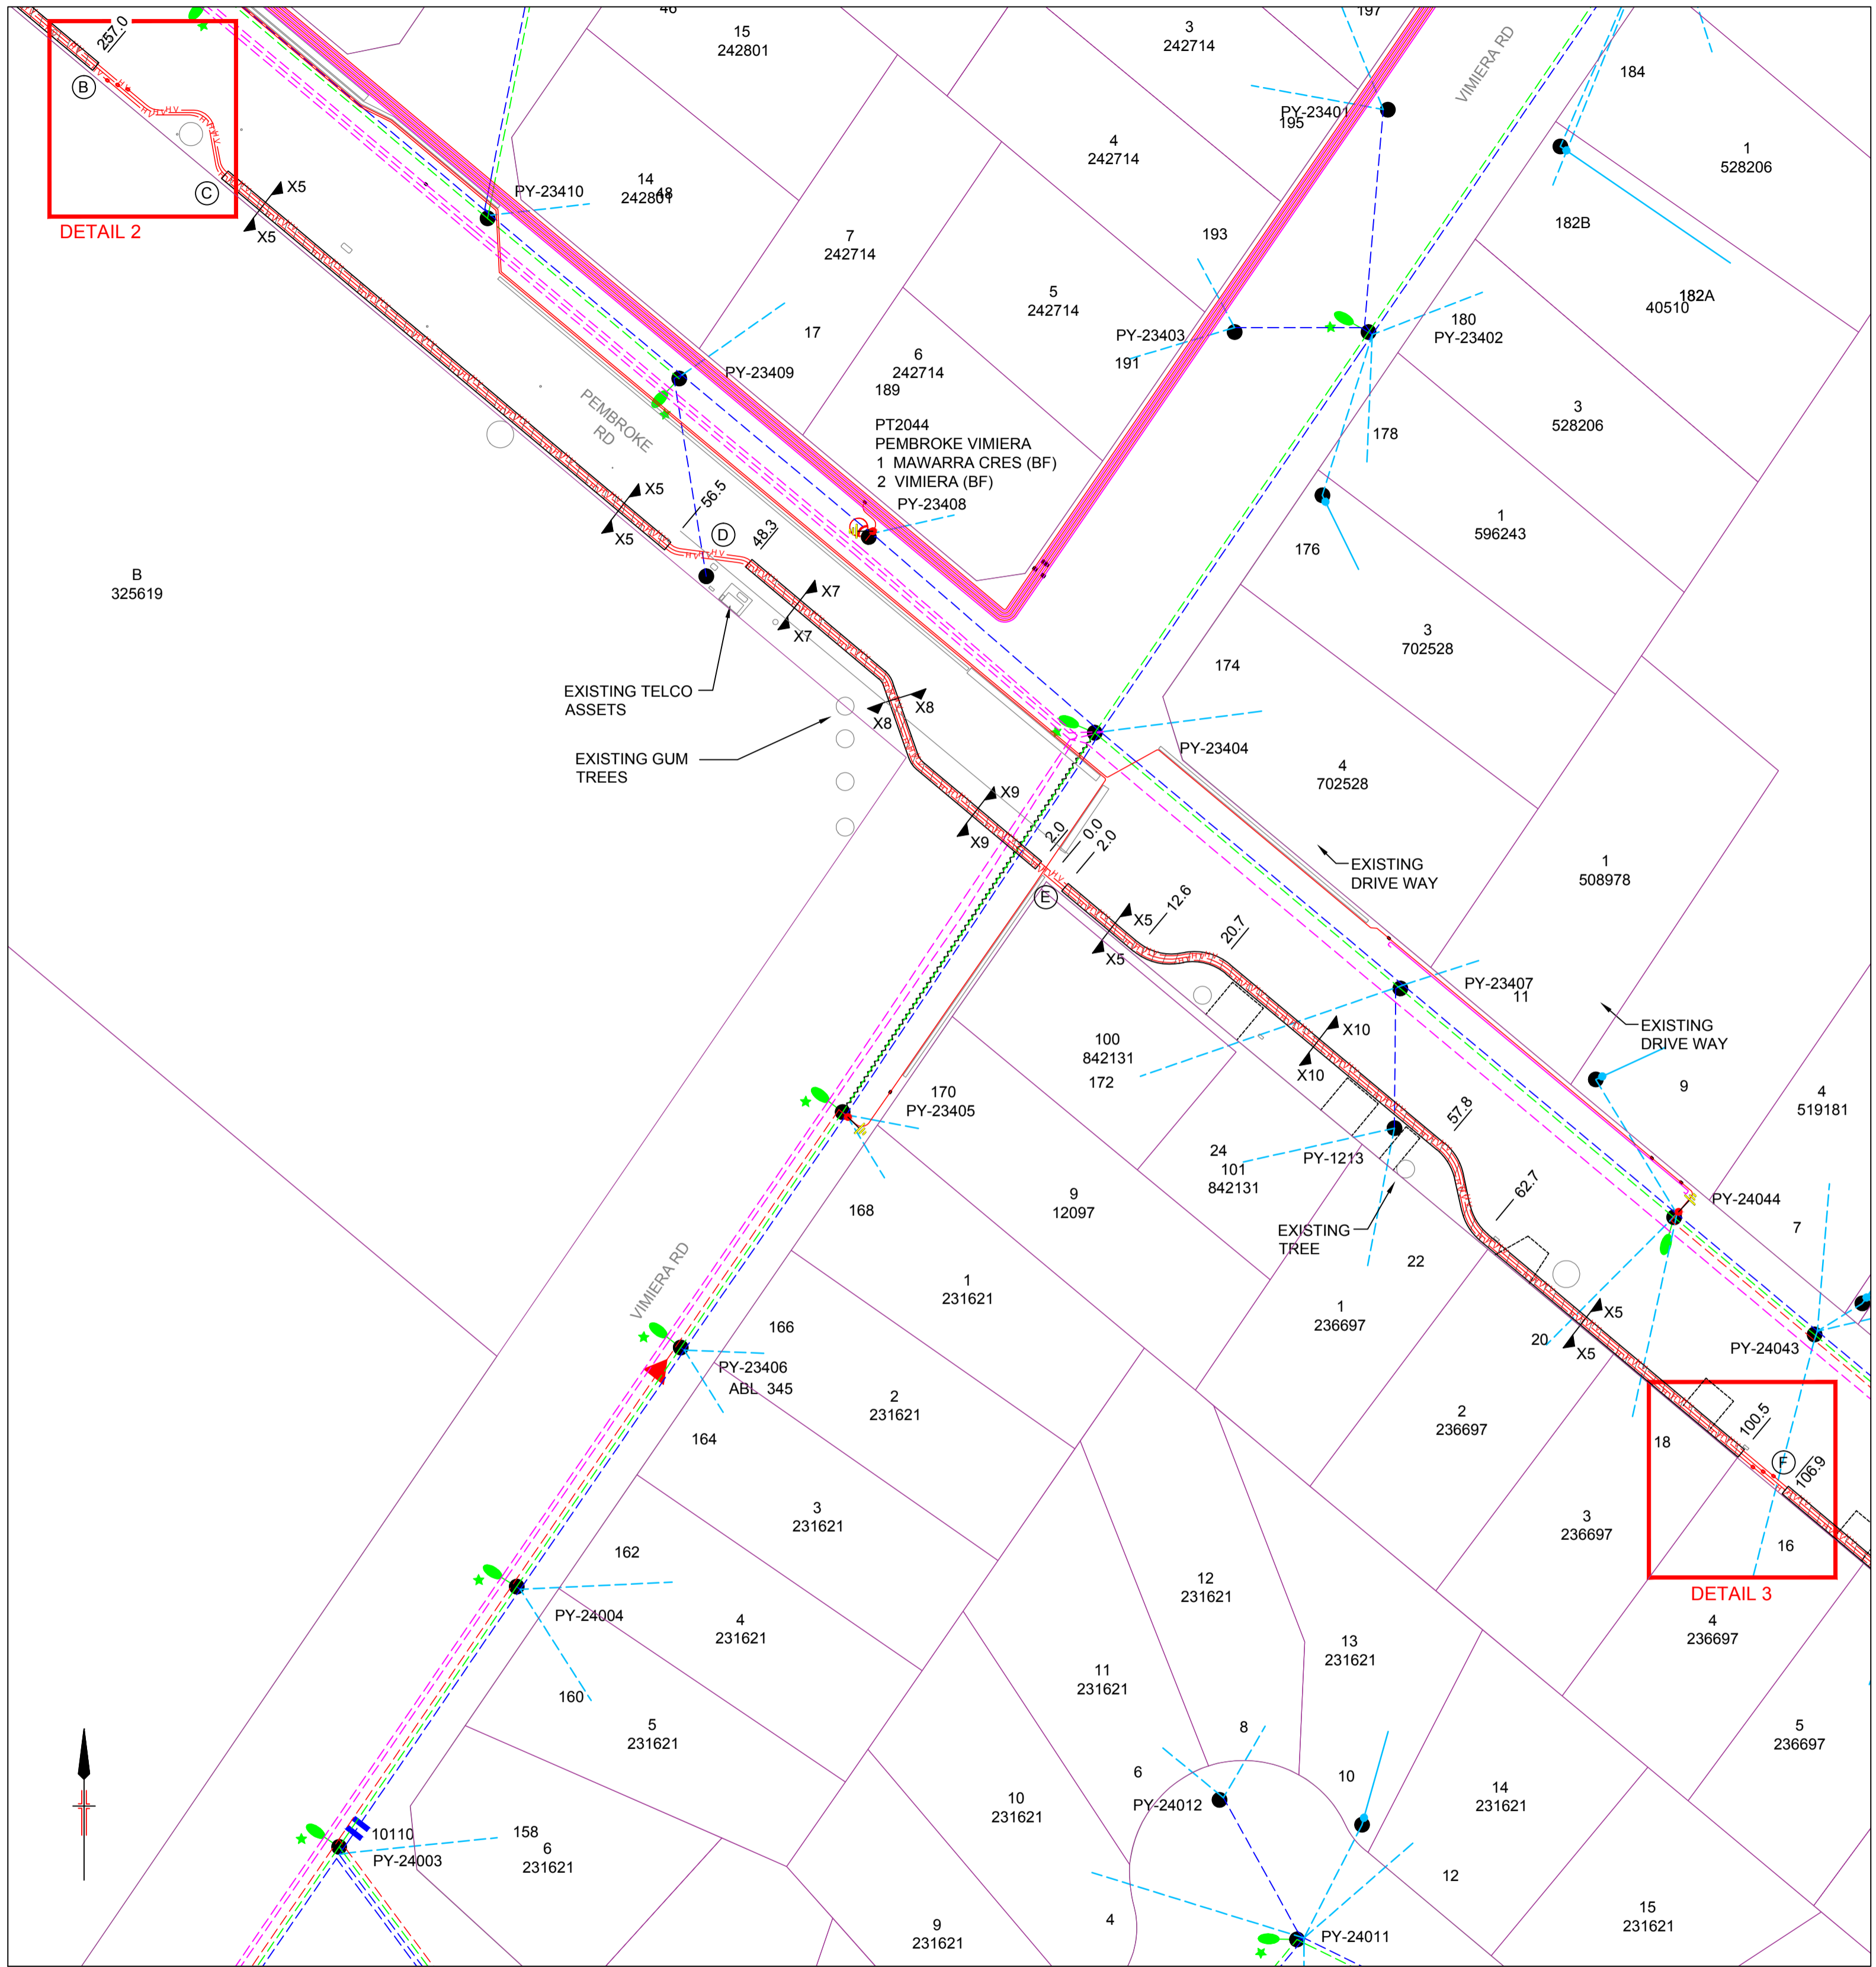 257.0
B
C
X5
X5
DETAIL 2
15
242801
3
242714
197
VIMIERA RD
184
PY-23401
195
1
528206
4
242714
PY-23410
14
242801
48
182B
182A
40510
7
242714
193
5
242714
180
PY-23402
PY-23403
191
17
6
242714
189
PY-23409
PEMBROKE
RD
3
528206
178
PT2044
PEMBROKE VIMIERA
1 MAWARRA CRES (BF)
2 VIMIERA (BF)
PY-23408
X5
X5
56.5
D
48.3
1
596243
176
B
325619
X7
X7
3
702528
174
EXISTING TELCO
ASSETS
X8
X8
EXISTING GUM
TREES
PY-23404
4
702528
X9
X9
2.0
0.0
2.0
E
EXISTING
DRIVE WAY
1
508978
X5
X5
12.6
20.7
PY-23407
11
EXISTING
DRIVE WAY
X10
X10
100
842131
172
170
PY-23405
9
4
519181
57.8
24
101
842131
PY-1213
EXISTING
TREE
62.7
PY-24044
7
168
9
12097
22
VIMIERA RD
1
231621
166
1
236697
X5
X5
20
PY-24043
PY-23406
ABL 345
2
231621
164
2
236697
100.5
18
F
106.9
3
231621
3
236697
16
DETAIL 3
162
12
231621
PY-24004
4
231621
4
236697
13
231621
11
231621
160
5
231621
8
5
236697
6
10
PY-24012
10
231621
14
231621
10110
158
PY-24003
6
231621
12
15
231621
4
9
231621
PY-24011